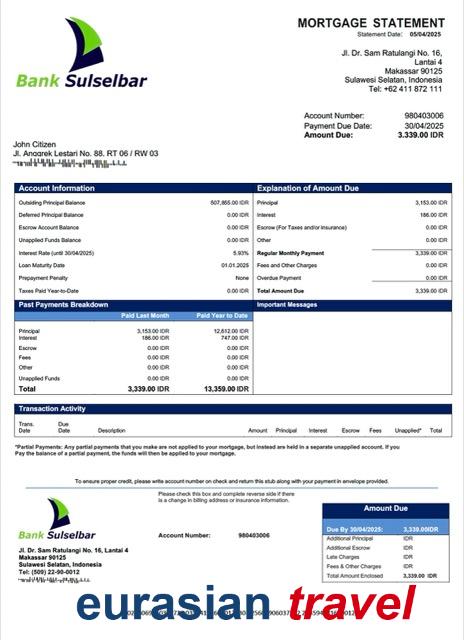 MORTGAGE STATEMENT
Statement Date: 05/04/2025
Bank Sulselbar
Jl. Dr. Sam Ratulangi No. 16,
Lantai 4
Makassar 90125
Sulawesi Selatan, Indonesia
Tel: +62 411 872 111
Account Number: 980403006
Payment Due Date: 30/04/2025
Amount Due: 3.339.00 IDR
John Citizen
Jl. Anggrek Lestari No. 88, RT 06 / RW 03
Account Information
Outsiding Principal Balance 507,855.00 IDR
Deferred Principal Balance 0.00 IDR
Escrow Account Balance 0.00 IDR
Unapplied Funds Balance 0.00 IDR
Interest Rate (until 30/04/2025) 5.93%
Loan Maturity Date 01.01.2025
Prepayment Penalty None
Taxes Paid Year-to-Date 0.00 IDR
Explanation of Amount Due
Principal 3,153.00 IDR
Interest 186.00 IDR
Escrow (For Taxes and/or Insurance) 0.00 IDR
Other 0.00 IDR
Regular Monthly Payment 3,339.00 IDR
Fees and Other Charges 0.00 IDR
Overdue Payment 0.00 IDR
Total Amount Due 3,339.00 IDR
Past Payments Breakdown
Paid Last Month Paid Year to Date
Principal 3,153.00 IDR 12,612.00 IDR
Interest 186.00 IDR 747.00 IDR
Escrow 0.00 IDR 0.00 IDR
Fees 0.00 IDR 0.00 IDR
Other 0.00 IDR 0.00 IDR
Unapplied Funds 0.00 IDR 0.00 IDR
Total 3,339.00 IDR 13,359.00 IDR
Important Messages
Transaction Activity
Trans. Date Due Date Description Amount Principal Interest Escrow Fees Unapplied* Total
*Partial Payments: Any partial payments that you make are not applied to your mortgage, but instead are held in a separate unapplied account. If you
Pay the balance of a partial payment, the funds will then be applied to your mortgage.
To ensure proper credit, please write account number on check and return this stub along with your payment in envelope provided.
Please check this box and complete reverse side if there
is a change in billing address or insurance information.
Bank Sulselbar
Jl. Dr. Sam Ratulangi No. 16, Lantai 4
Makassar 90125
Sulawesi Selatan, Indonesia
Tel: (509) 22-90-0012
Account Number: 980403006
Amount Due
Due By 30/04/2025: 3,339.00IDR
Additional Principal IDR
Additional Escrow IDR
Late Charges IDR
Fees & Other Charges IDR
Total Amount Enclosed 3,339.00 IDR
eurasian travel